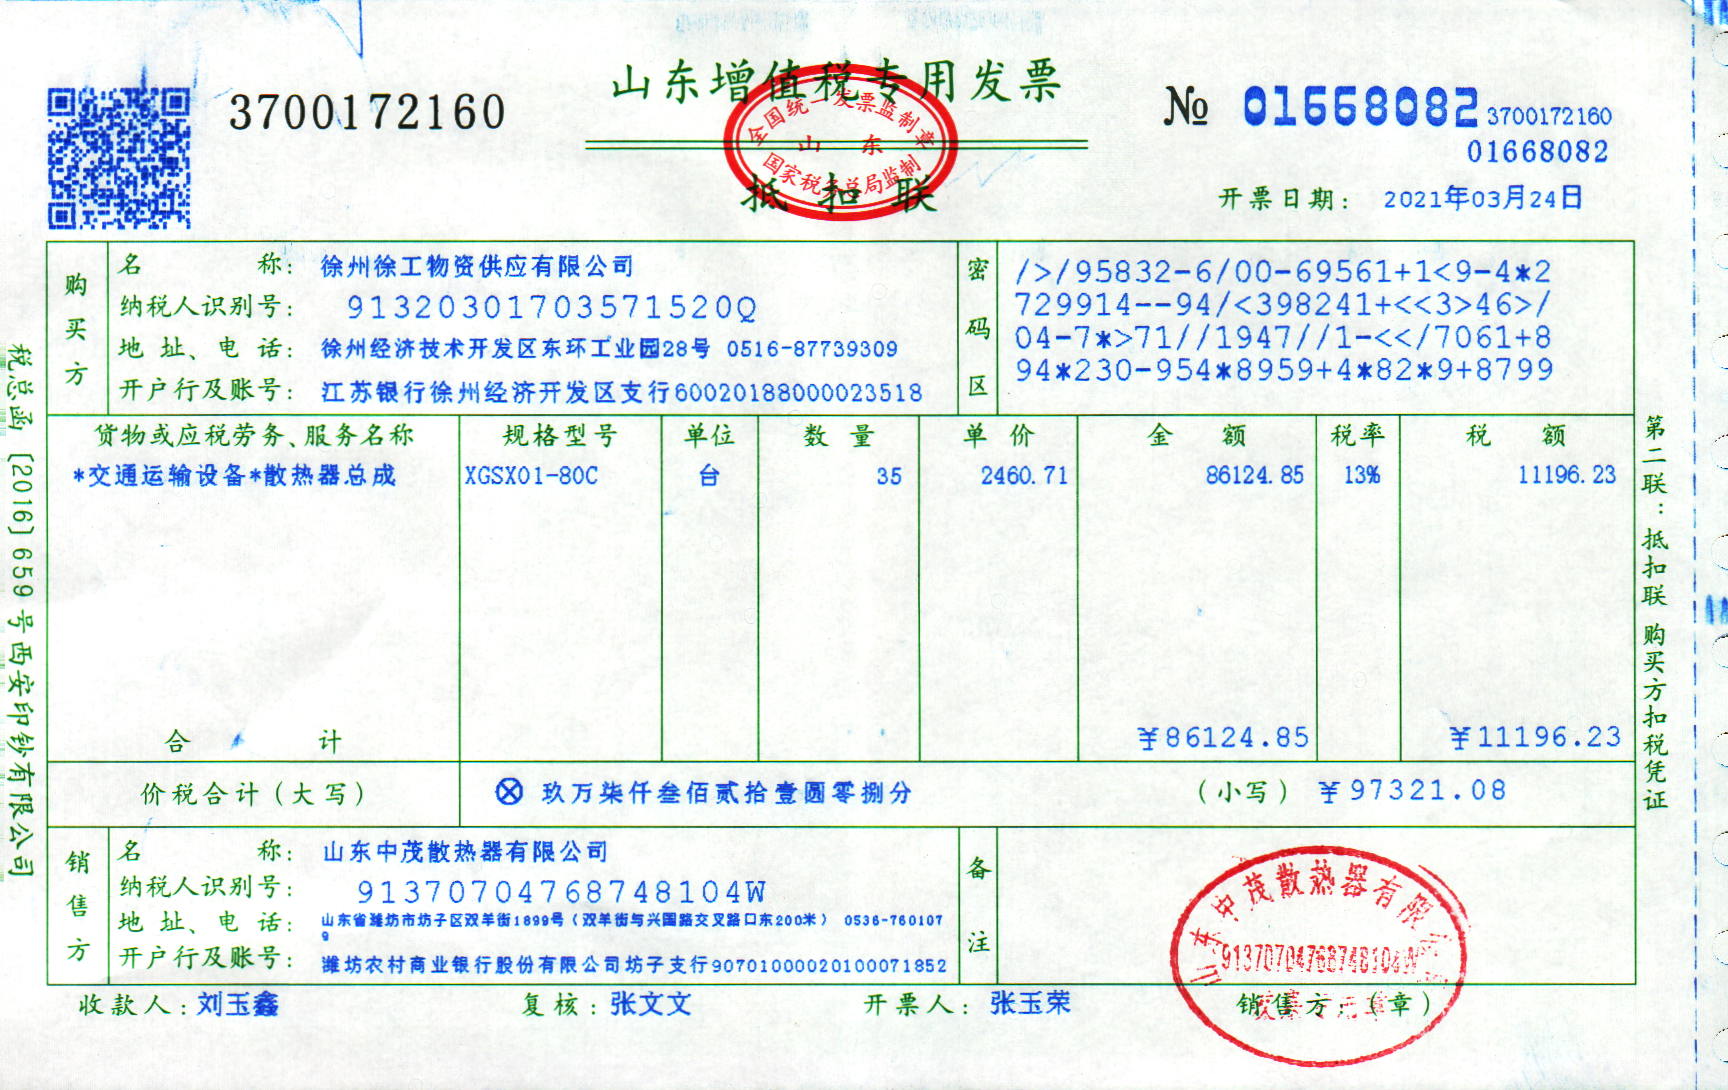 山东增值税专用发票
3700172160
№ 01668082 3700172160
01668082
全国统一发票监制章
山东
国家税务总局监制
抵扣联
开票日期: 2021年03月24日
购买方
名称: 徐州徐工物资供应有限公司
纳税人识别号: 91320301703571520Q
地址、电话: 徐州经济技术开发区东环工业园28号 0516-87739309
开户行及账号: 江苏银行徐州经济开发区支行60020188000023518
密码区
/>/95832-6/00-69561+1<9-4*2
729914--94/<398241+<<3>46>/
04-7*>71//1947//1-<</7061+8
94*230-954*8959+4*82*9+8799
货物或应税劳务、服务名称 规格型号 单位 数量 单价 金额 税率 税额
*交通运输设备*散热器总成 XGSX01-80C 台 35 2460.71 86124.85 13% 11196.23
合计 ¥86124.85 ¥11196.23
价税合计(大写) ⊗ 玖万柒仟叁佰贰拾壹圆零捌分 (小写) ¥97321.08
销售方
名称: 山东中茂散热器有限公司
纳税人识别号: 91370704768748104W
地址、电话: 山东省潍坊市坊子区双羊街1899号(双羊街与兴国路交叉路口东200米) 0536-760107
9
开户行及账号: 潍坊农村商业银行股份有限公司坊子支行9070100002010007 1852
备注
山东中茂散热器有限公司
91370704768748104W
发票专用章
收款人: 刘玉鑫 复核: 张文文 开票人: 张玉荣 销售方: (章)
税总函[2016]659号西安印钞有限公司
第二联: 抵扣联 购买方扣税凭证